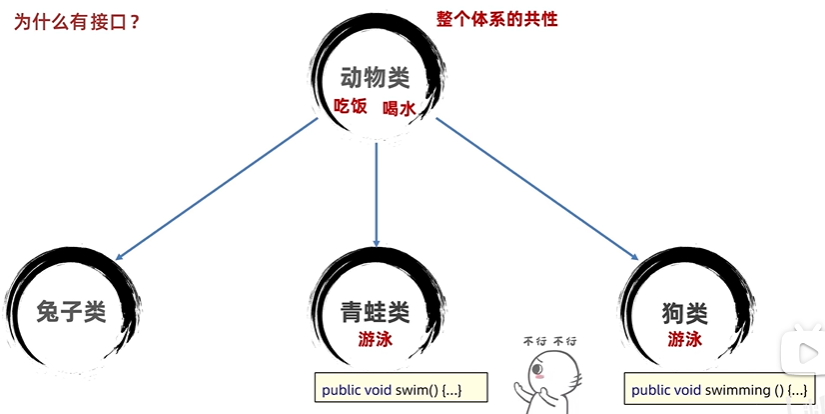 为什么有接口？
整个体系的共性
动物类
吃饭 喝水
兔子类
青蛙类
游泳
狗类
游泳
不行 不行
public void swim() {...}
public void swimming () {...}